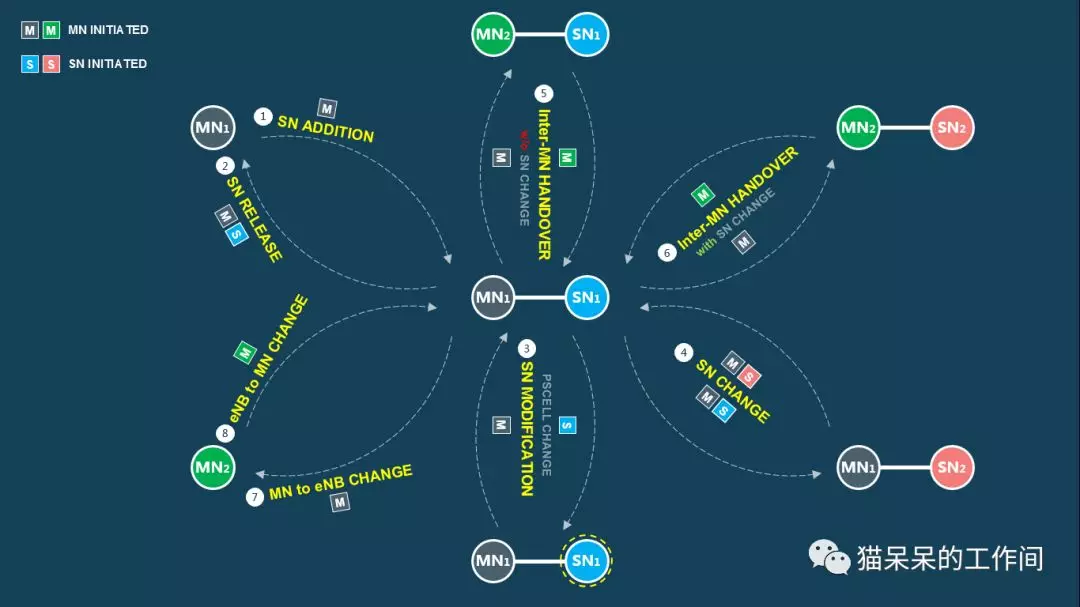 M M MN INITIATED
S S SN INITIATED
MN2 SN1
MN1
1 SN ADDITION
M
2 SN RELEASE
M S
5 Inter-MN HANDOVER
w/o SN CHANGE
M M
MN2 SN2
6 Inter-MN HANDOVER
with SN CHANGE
M M
MN1 SN1
8 eNB to MN CHANGE
M
MN2
7 MN to eNB CHANGE
M
3 SN MODIFICATION
PSCELL CHANGE
M S
4 SN CHANGE
M S
M S
MN1 SN2
MN1 SN1
猫呆呆的工作间